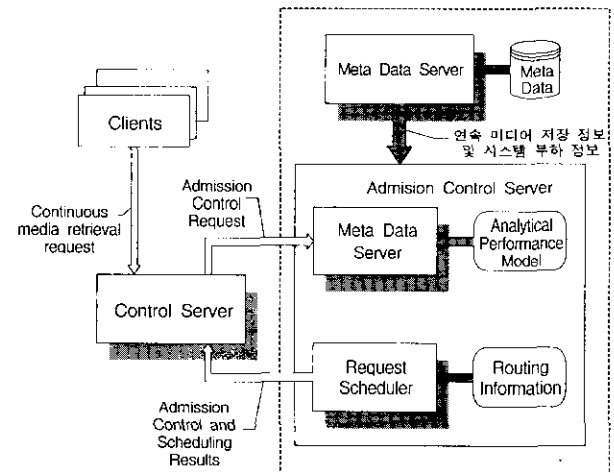 Meta Data Server
Meta
Data
Clients
연속 미디어 저장 정보
및 시스템 부하 정보
Admision Control Server
Admission
Control
Request
Continuous
media retrieval
request
Meta Data
Server
Analytical
Performance
Model
Control Server
Request
Scheduler
Routing
Information
Admission
Control and
Scheduling
Results